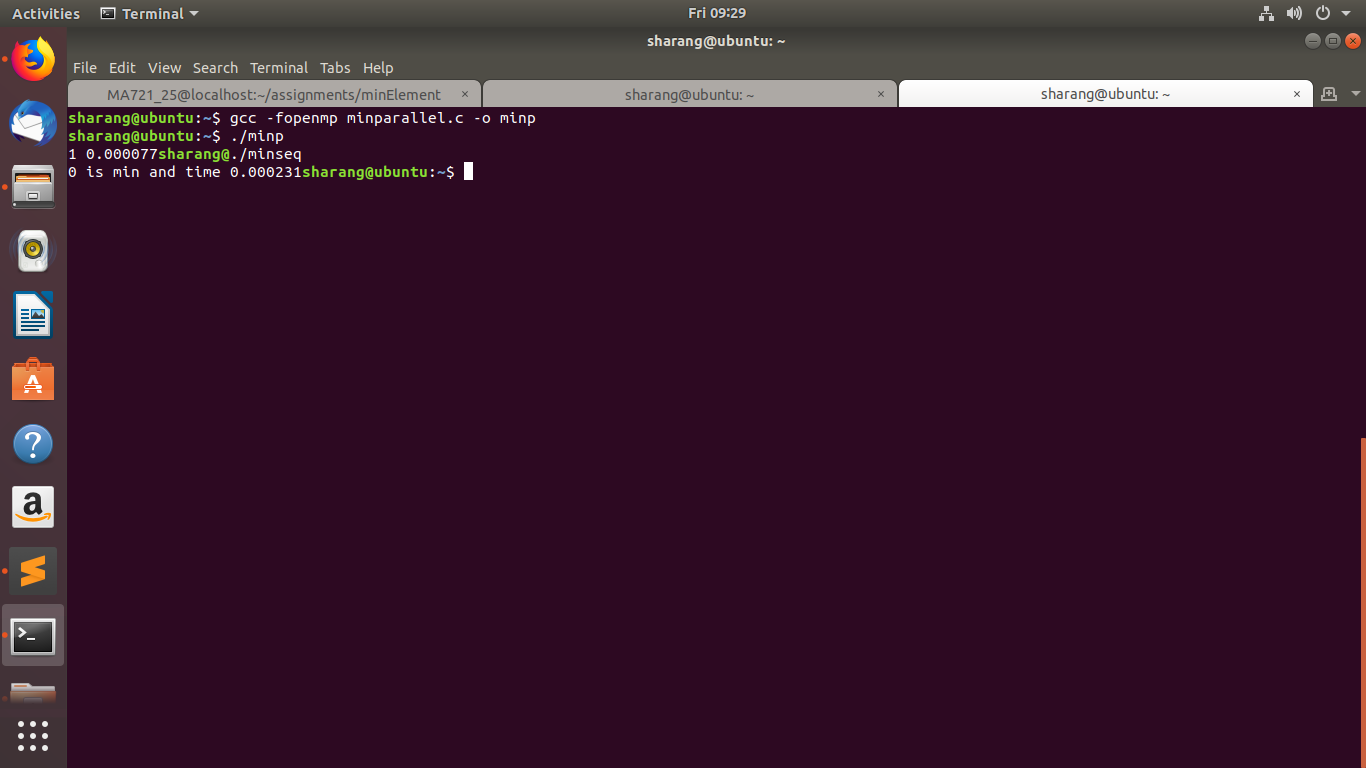 Activities Terminal Fri 09:29
sharang@ubuntu: ~
File Edit View Search Terminal Tabs Help
MA721_25@localhost:~/assignments/minElement × sharang@ubuntu: ~ × sharang@ubuntu: ~ ×
sharang@ubuntu:~$ gcc -fopenmp minparallel.c -o minp
sharang@ubuntu:~$ ./minp
1 0.000077sharang@./minseq
0 is min and time 0.000231sharang@ubuntu:~$